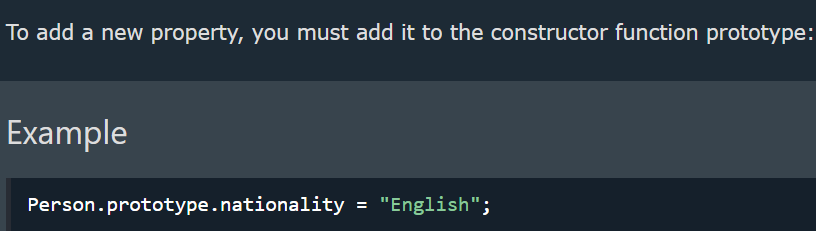 To add a new property, you must add it to the constructor function prototype:
Example
Person.prototype.nationality = "English";